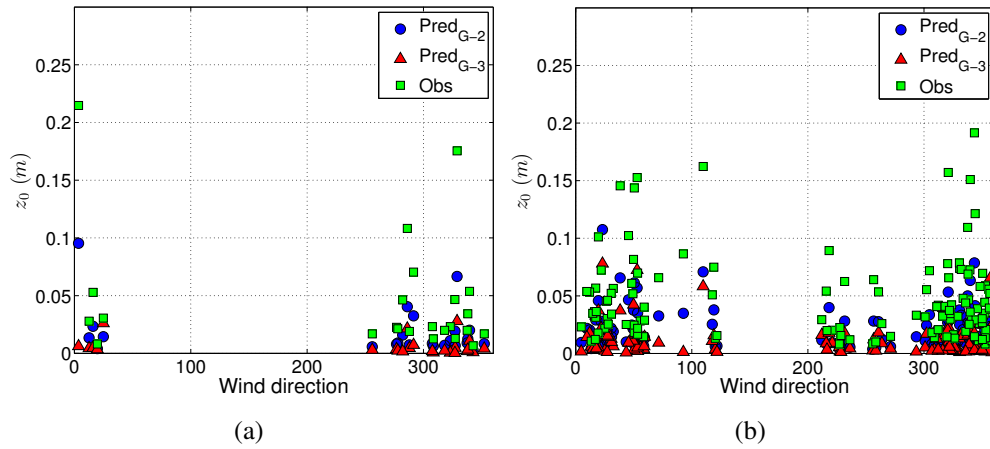 0.25
0.2
0.15
0.1
0.05
0
z₀ (m)
0 100 200 300
Wind direction
Pred_G−2
Pred_G−3
Obs
(a)
0.25
0.2
0.15
0.1
0.05
0
z₀ (m)
0 100 200 300
Wind direction
Pred_G−2
Pred_G−3
Obs
(b)